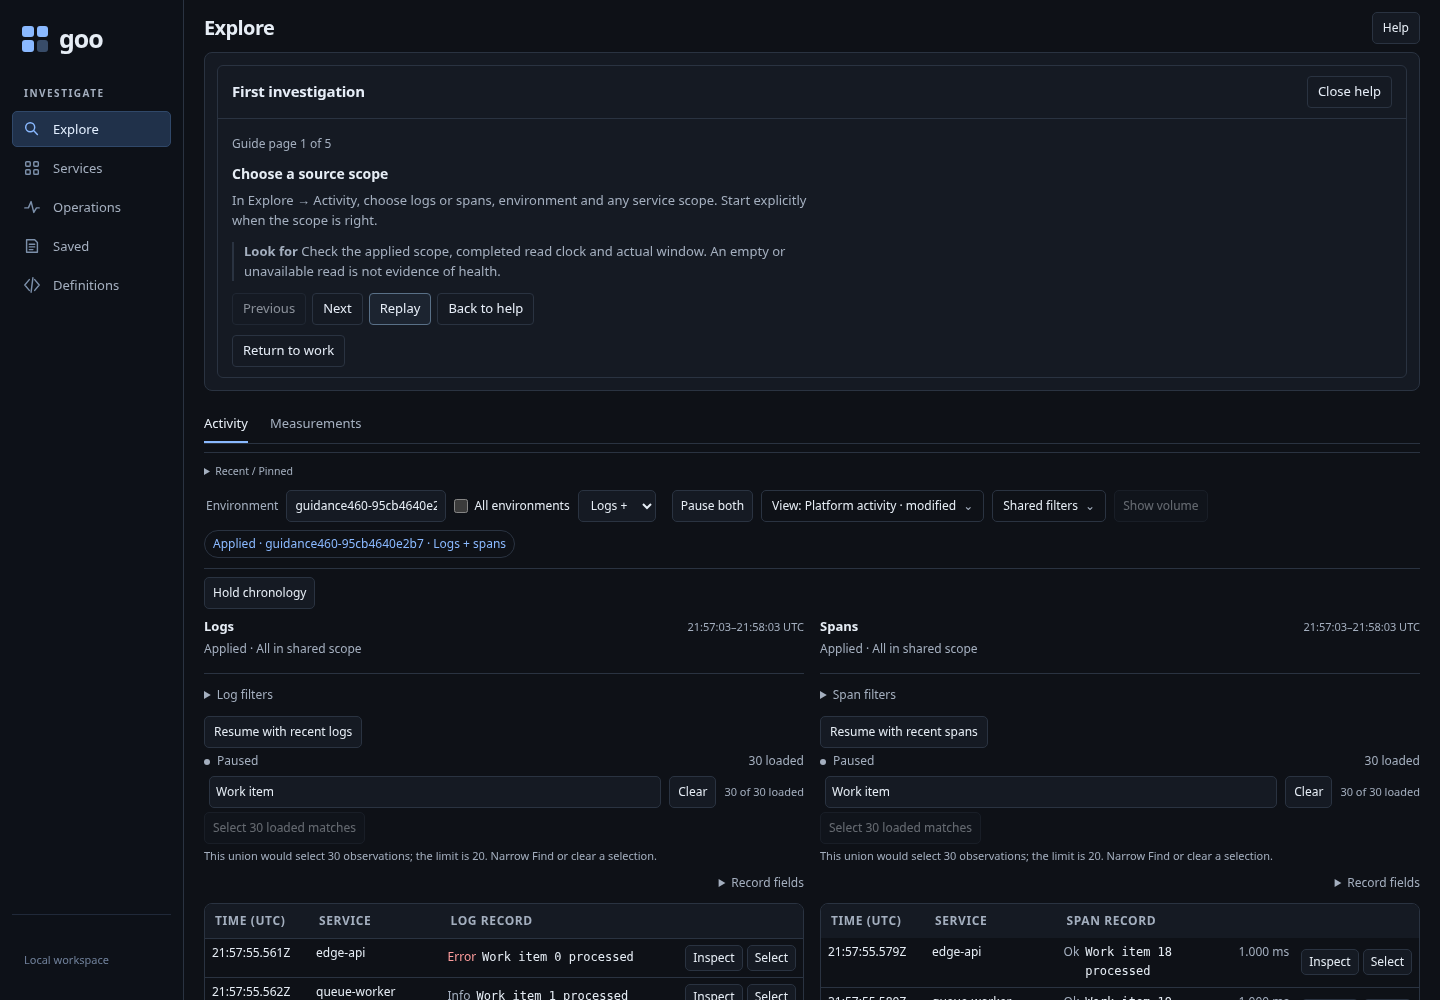 goo
INVESTIGATE
Explore
Services
Operations
Saved
Definitions
Local workspace
Explore
Help
First investigation
Close help
Guide page 1 of 5
Choose a source scope
In Explore → Activity, choose logs or spans, environment and any service scope. Start explicitly
when the scope is right.
Look for Check the applied scope, completed read clock and actual window. An empty or
unavailable read is not evidence of health.
Previous Next Replay Back to help
Return to work
Activity Measurements
Recent / Pinned
Environment guidance460-95cb4640e2 All environments Logs + Pause both View: Platform activity · modified Shared filters Show volume
Applied · guidance460-95cb4640e2b7 · Logs + spans
Hold chronology
Logs 21:57:03–21:58:03 UTC
Applied · All in shared scope
Log filters
Resume with recent logs
Paused 30 loaded
Work item Clear 30 of 30 loaded
Select 30 loaded matches
This union would select 30 observations; the limit is 20. Narrow Find or clear a selection.
Record fields
TIME (UTC) SERVICE LOG RECORD
21:57:55.561Z edge-api Error Work item 0 processed Inspect Select
21:57:55.562Z queue-worker Info Work item 1 processed Inspect Select
Spans 21:57:03–21:58:03 UTC
Applied · All in shared scope
Span filters
Resume with recent spans
Paused 30 loaded
Work item Clear 30 of 30 loaded
Select 30 loaded matches
This union would select 30 observations; the limit is 20. Narrow Find or clear a selection.
Record fields
TIME (UTC) SERVICE SPAN RECORD
21:57:55.579Z edge-api Ok Work item 18 1.000 ms Inspect Select
processed